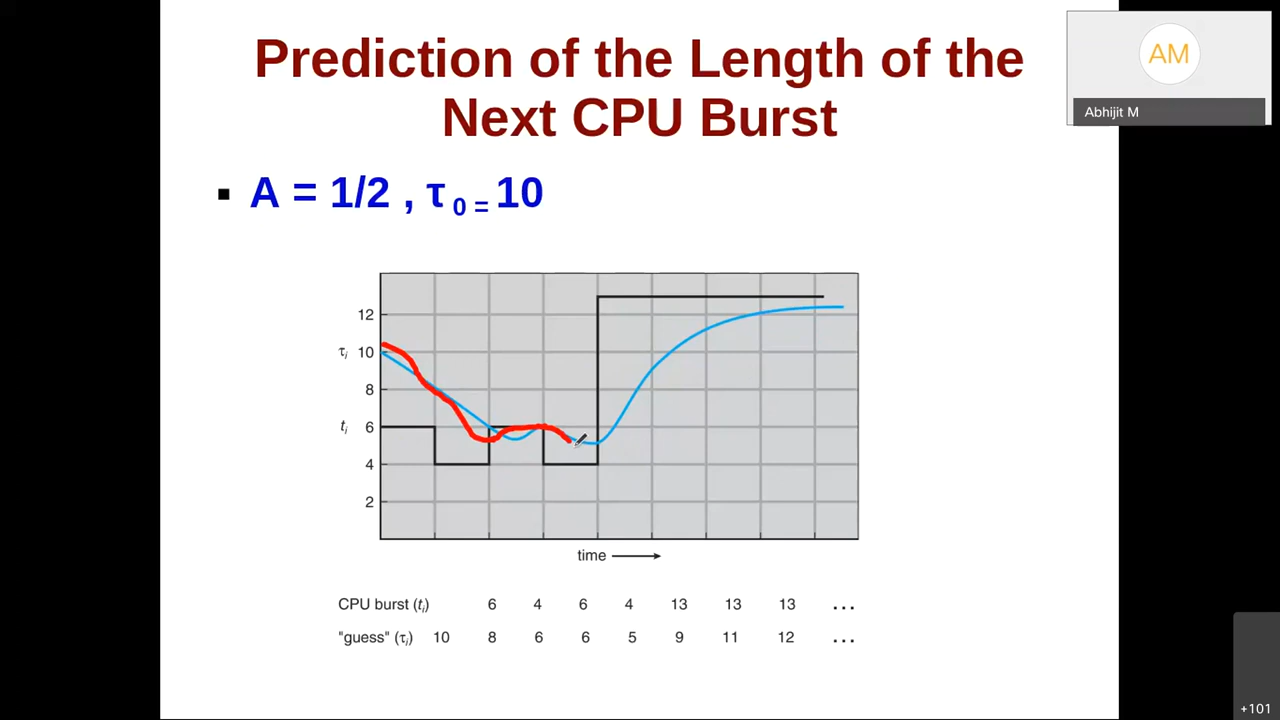 Prediction of the Length of the
Next CPU Burst
AM
Abhijit M
▪ A = 1/2 , τ 0 = 10
12
τi 10
8
ti 6
4
2
time
CPU burst (ti) 6 4 6 4 13 13 13 ...
"guess" (τi) 10 8 6 6 5 9 11 12 ...
+101